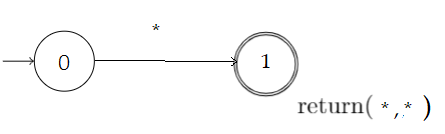 *
0
1
return( * , * )